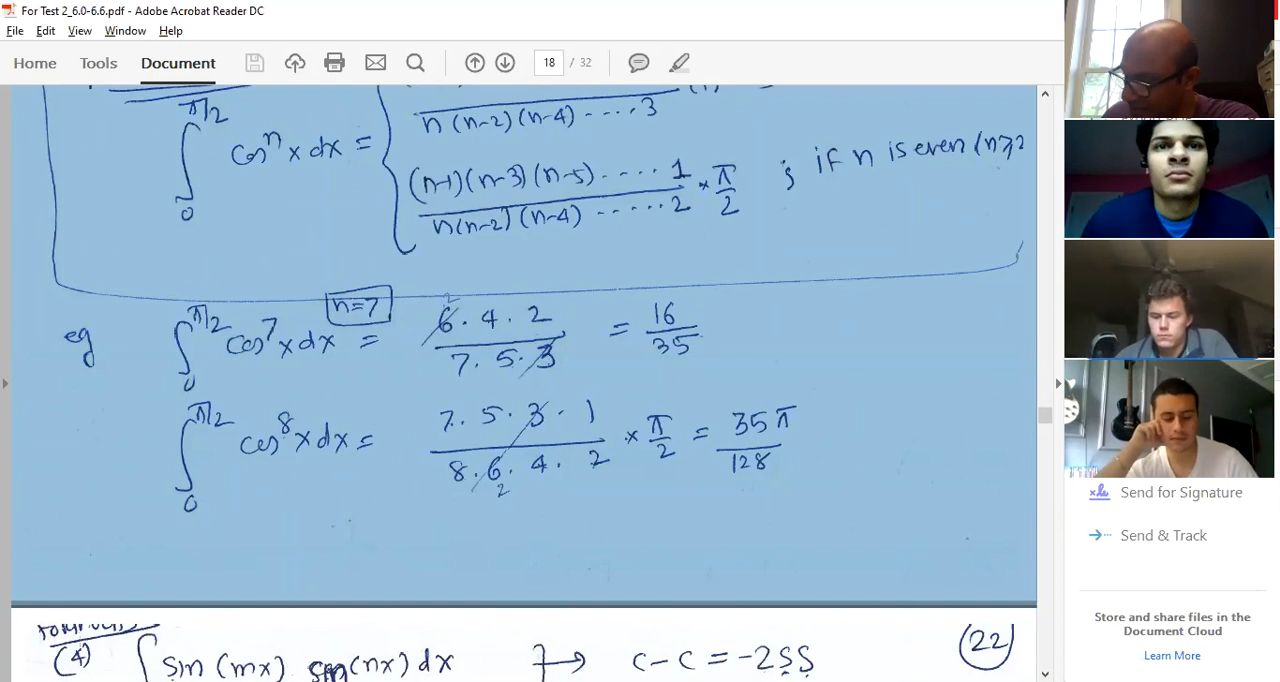 For Test 2_6.0-6.6.pdf - Adobe Acrobat Reader DC
File Edit View Window Help
Home Tools Document 18 / 32
n(n-2)(n-4) ····3
∫₀^(π/2) cosⁿ x dx =
(n-1)(n-3)(n-5)····1 / n(n-2)(n-4)······2 × π/2 ; if n is even (n≥2
n=7
eg ∫₀^(π/2) cos⁷ x dx = 6·4·2 / 7·5·3 = 16/35
∫₀^(π/2) cos⁸ x dx = 7·5·3·1 / 8·6·4·2 × π/2 = 35π/128
Send for Signature
Send & Track
Store and share files in the
Document Cloud
Learn More
(4) ∫ sin(mx) sin(nx) dx → C-C = -2SS (22)